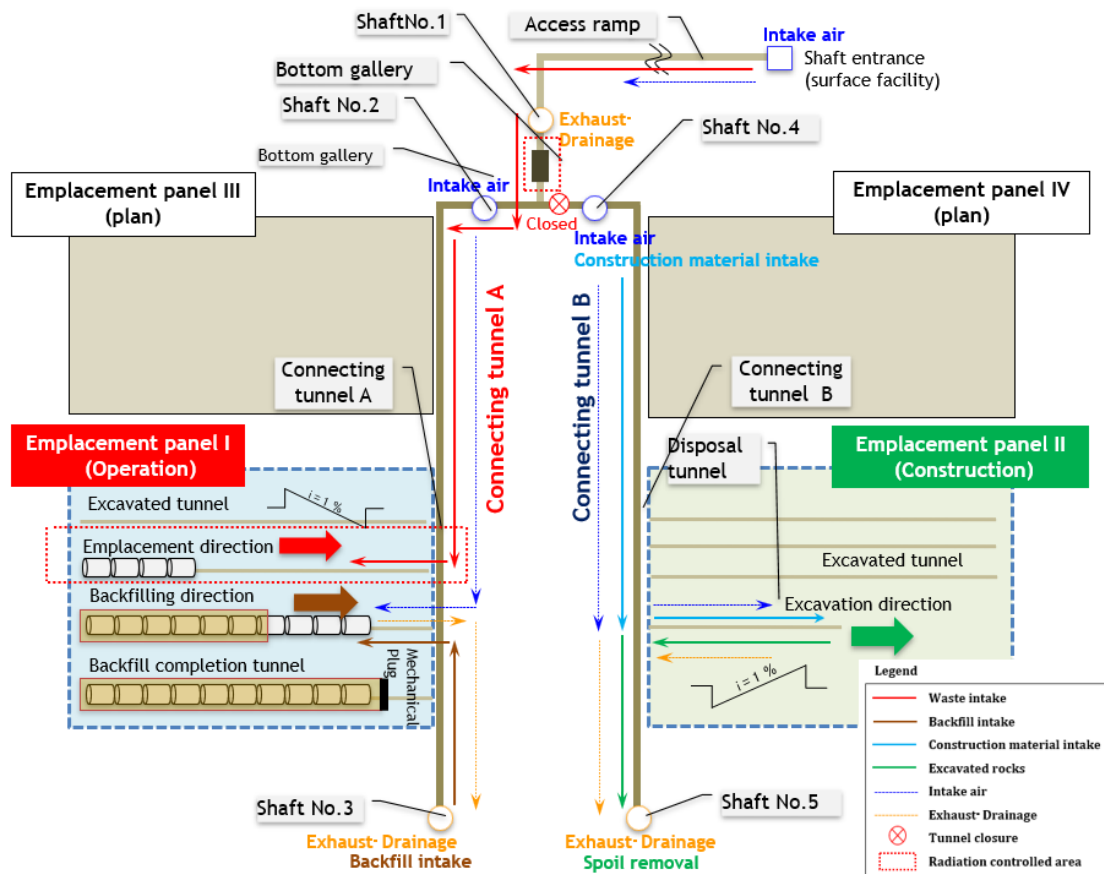 ShaftNo.1
Access ramp
Intake air
Shaft entrance
(surface facility)
Bottom gallery
Shaft No.2
Exhaust-
Drainage
Shaft No.4
Bottom gallery
Intake air
Emplacement panel III
(plan)
Emplacement panel IV
(plan)
Closed
Intake air
Construction material intake
Connecting tunnel A
Connecting tunnel B
Connecting
tunnel A
Connecting
tunnel B
Emplacement panel I
(Operation)
Disposal
tunnel
Emplacement panel II
(Construction)
Excavated tunnel
i = 1 %
Emplacement direction
Excavated tunnel
Backfilling direction
Excavation direction
Backfill completion tunnel
Mechanical
Plug
i = 1 %
Legend
Waste intake
Backfill intake
Construction material intake
Excavated rocks
Intake air
Exhaust- Drainage
Tunnel closure
Radiation controlled area
Shaft No.3
Shaft No.5
Exhaust- Drainage
Backfill intake
Exhaust- Drainage
Spoil removal